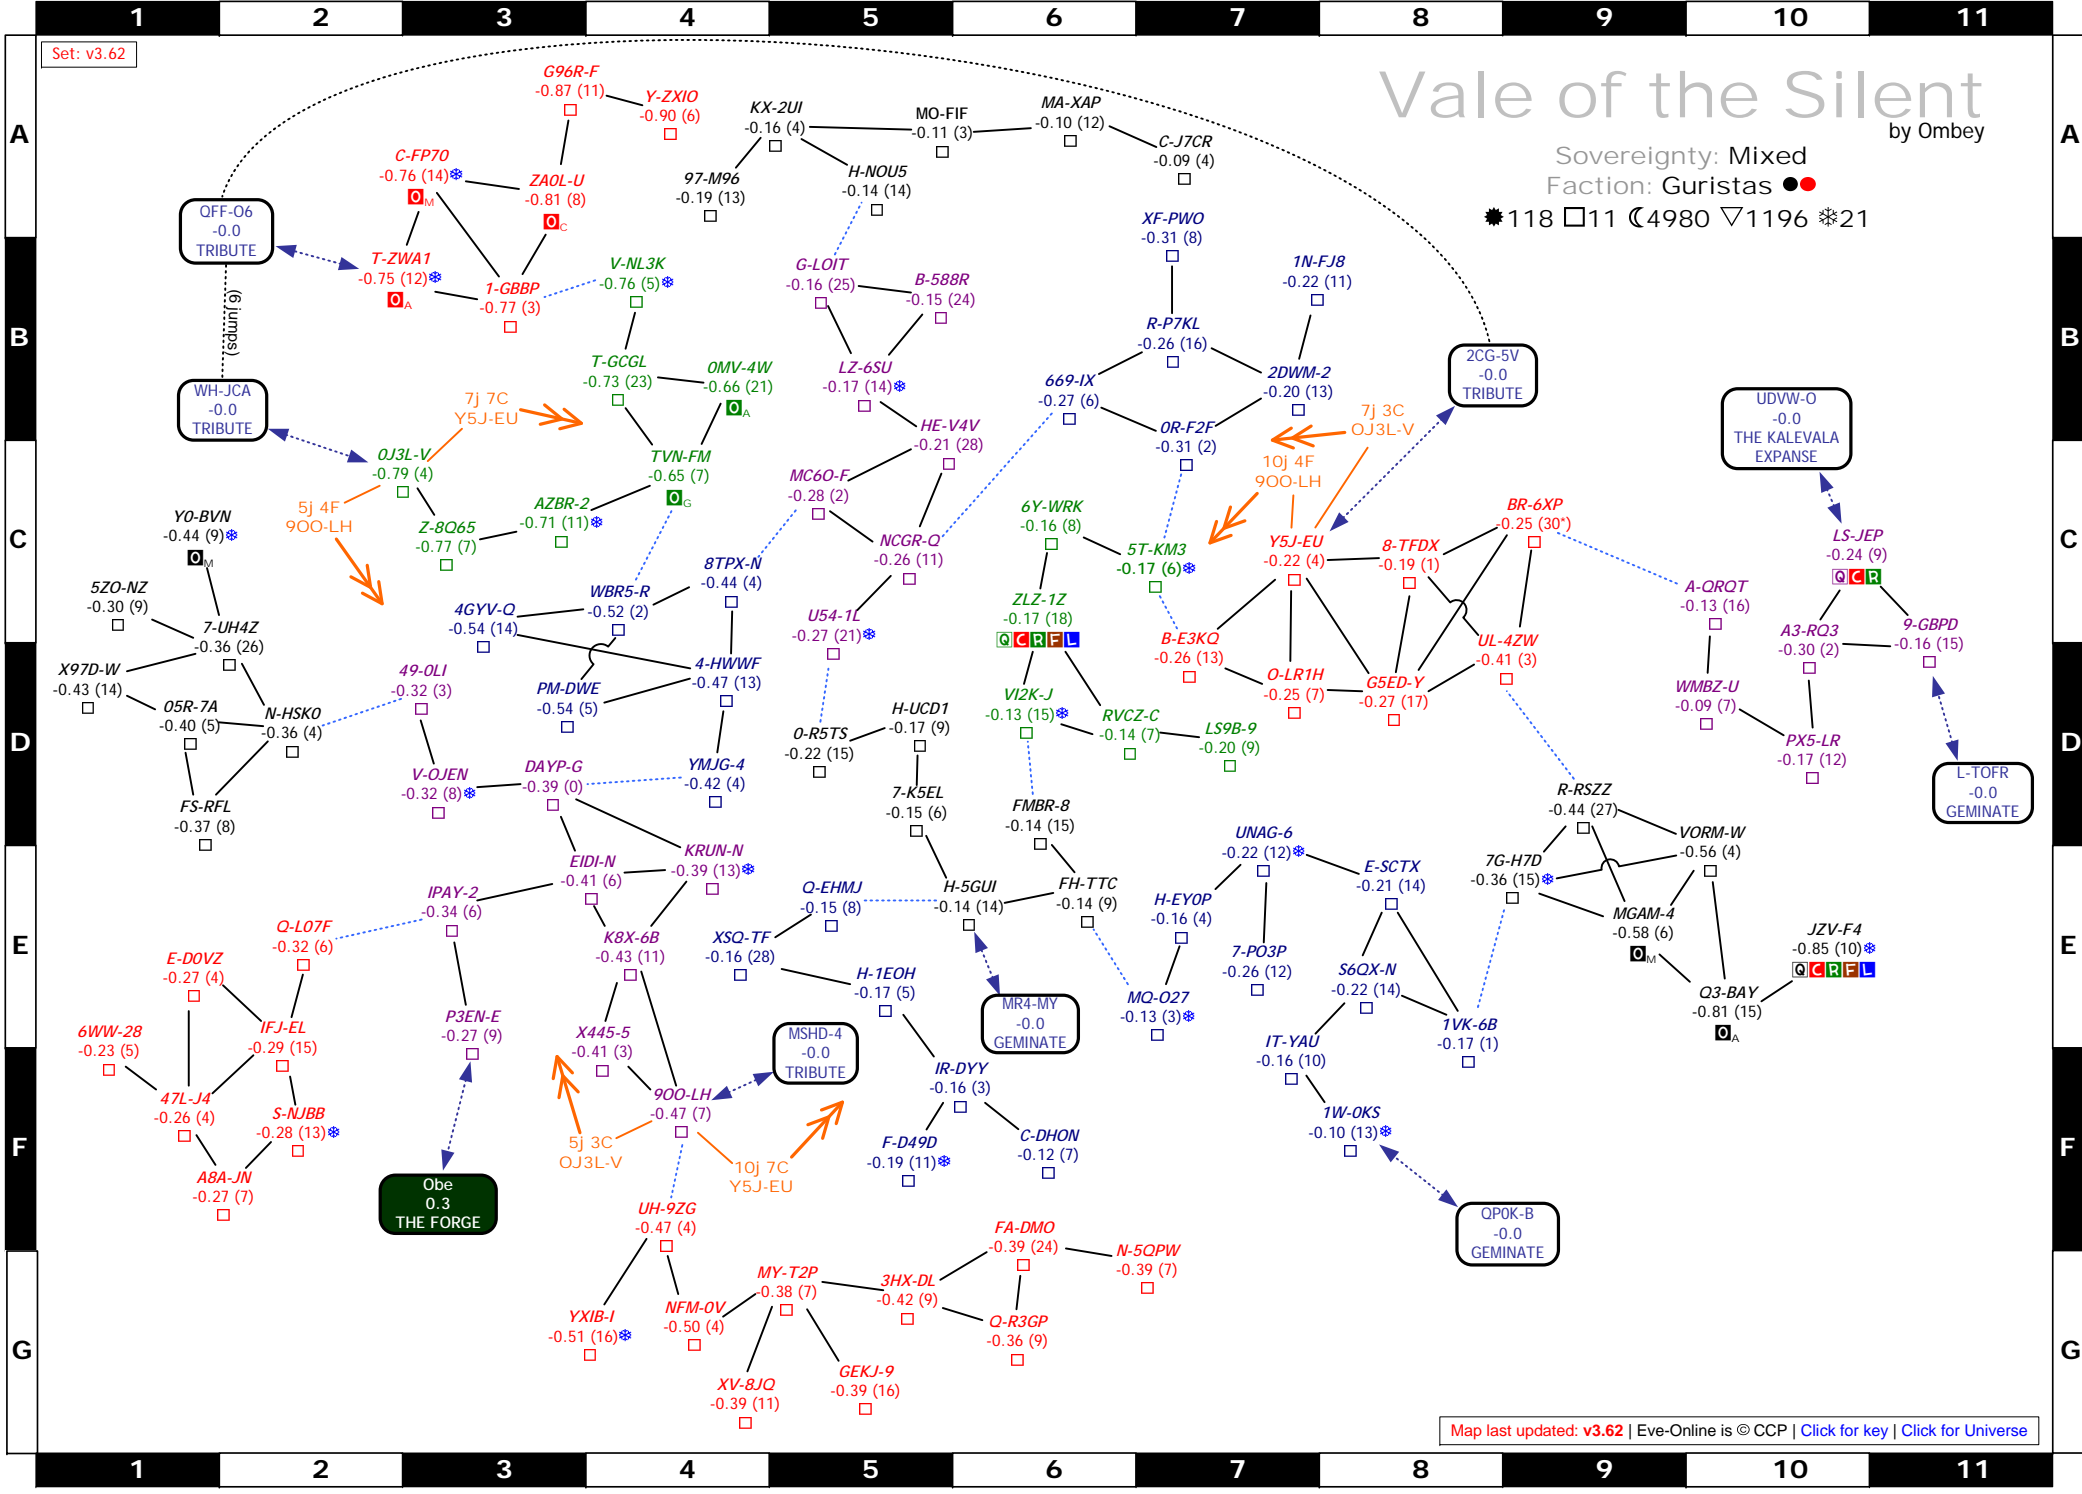 1 2 3 4 5 6 7 8 9 10 11
A
B
C
D
E
F
G
A
B
C
D
E
F
G
Set: v3.62
Vale of the Silent
by Ombey
Sovereignty: Mixed
Faction: Guristas
118 11 4980 1196 21
G96R-F
-0.87 (11)
Y-ZXIO
-0.90 (6)
C-FP70
-0.76 (14)
0M
ZA0L-U
-0.81 (8)
0C
KX-2UI
-0.16 (4)
MO-FIF
-0.11 (3)
MA-XAP
-0.10 (12)
C-J7CR
-0.09 (4)
97-M96
-0.19 (13)
H-NOU5
-0.14 (14)
QFF-O6
-0.0
TRIBUTE
(6 jumps)
WH-JCA
-0.0
TRIBUTE
T-ZWA1
-0.75 (12)
0A
1-GBBP
-0.77 (3)
V-NL3K
-0.76 (5)
G-LOIT
-0.16 (25)
B-588R
-0.15 (24)
XF-PWO
-0.31 (8)
1N-FJ8
-0.22 (11)
R-P7KL
-0.26 (16)
T-GCGL
-0.73 (23)
0MV-4W
-0.66 (21)
0A
LZ-6SU
-0.17 (14)
669-IX
-0.27 (6)
2DWM-2
-0.20 (13)
2CG-5V
-0.0
TRIBUTE
UDVW-O
-0.0
THE KALEVALA
EXPANSE
7j 7C
Y5J-EU
7j 3C
OJ3L-V
HE-V4V
-0.21 (28)
0R-F2F
-0.31 (2)
0J3L-V
-0.79 (4)
TVN-FM
-0.65 (7)
0G
MC6O-F
-0.28 (2)
10j 4F
9OO-LH
5j 4F
9OO-LH
Y0-BVN
-0.44 (9)
0M
Z-8Q65
-0.77 (7)
AZBR-2
-0.71 (11)
6Y-WRK
-0.16 (8)
5T-KM3
-0.17 (6)
Y5J-EU
-0.22 (4)
8-TFDX
-0.19 (1)
BR-6XP
-0.25 (30*)
LS-JEP
-0.24 (9)
QCR
NCGR-Q
-0.26 (11)
8TPX-N
-0.44 (4)
5ZO-NZ
-0.30 (9)
WBR5-R
-0.52 (2)
4GYV-Q
-0.54 (14)
ZLZ-1Z
-0.17 (18)
QCRFL
A-QRQT
-0.13 (16)
7-UH4Z
-0.36 (26)
U54-1L
-0.27 (21)
B-E3KQ
-0.26 (13)
UL-4ZW
-0.41 (3)
A3-RQ3
-0.30 (2)
9-GBPD
-0.16 (15)
X97D-W
-0.43 (14)
49-0LI
-0.32 (3)
4-HWWF
-0.47 (13)
PM-DWE
-0.54 (5)
O-LR1H
-0.25 (7)
G5ED-Y
-0.27 (17)
WMBZ-U
-0.09 (7)
VI2K-J
-0.13 (15)
05R-7A
-0.40 (5)
N-HSK0
-0.36 (4)
H-UCD1
-0.17 (9)
0-R5TS
-0.22 (15)
RVCZ-C
-0.14 (7)
LS9B-9
-0.20 (9)
PX5-LR
-0.17 (12)
L-TOFR
-0.0
GEMINATE
V-OJEN
-0.32 (8)
DAYP-G
-0.39 (0)
YMJG-4
-0.42 (4)
FS-RFL
-0.37 (8)
7-K5EL
-0.15 (6)
FMBR-8
-0.14 (15)
R-RSZZ
-0.44 (27)
VORM-W
-0.56 (4)
UNAG-6
-0.22 (12)
EIDI-N
-0.41 (6)
KRUN-N
-0.39 (13)
E-SCTX
-0.21 (14)
7G-H7D
-0.36 (15)
IPAY-2
-0.34 (6)
Q-EHMJ
-0.15 (8)
H-5GUI
-0.14 (14)
FH-TTC
-0.14 (9)
H-EY0P
-0.16 (4)
MGAM-4
-0.58 (6)
0M
Q-L07F
-0.32 (6)
K8X-6B
-0.43 (11)
XSQ-TF
-0.16 (28)
7-PO3P
-0.26 (12)
JZV-F4
-0.85 (10)
QCRFL
E-D0VZ
-0.27 (4)
H-1EOH
-0.17 (5)
S6QX-N
-0.22 (14)
Q3-BAY
-0.81 (15)
0A
MR4-MY
-0.0
GEMINATE
MQ-O27
-0.13 (3)
P3EN-E
-0.27 (9)
6WW-28
-0.23 (5)
IFJ-EL
-0.29 (15)
X445-5
-0.41 (3)
MSHD-4
-0.0
TRIBUTE
IT-YAU
-0.16 (10)
1VK-6B
-0.17 (1)
IR-DYY
-0.16 (3)
47L-J4
-0.26 (4)
S-NJBB
-0.28 (13)
9OO-LH
-0.47 (7)
1W-0KS
-0.10 (13)
5j 3C
OJ3L-V
10j 7C
Y5J-EU
F-D49D
-0.19 (11)
C-DHON
-0.12 (7)
A8A-JN
-0.27 (7)
Obe
0.3
THE FORGE
QP0K-B
-0.0
GEMINATE
UH-9ZG
-0.47 (4)
FA-DMO
-0.39 (24)
N-5QPW
-0.39 (7)
MY-T2P
-0.38 (7)
3HX-DL
-0.42 (9)
YXIB-I
-0.51 (16)
NFM-0V
-0.50 (4)
Q-R3GP
-0.36 (9)
XV-8JQ
-0.39 (11)
GEKJ-9
-0.39 (16)
Map last updated: v3.62 | Eve-Online is © CCP | Click for key | Click for Universe
1 2 3 4 5 6 7 8 9 10 11